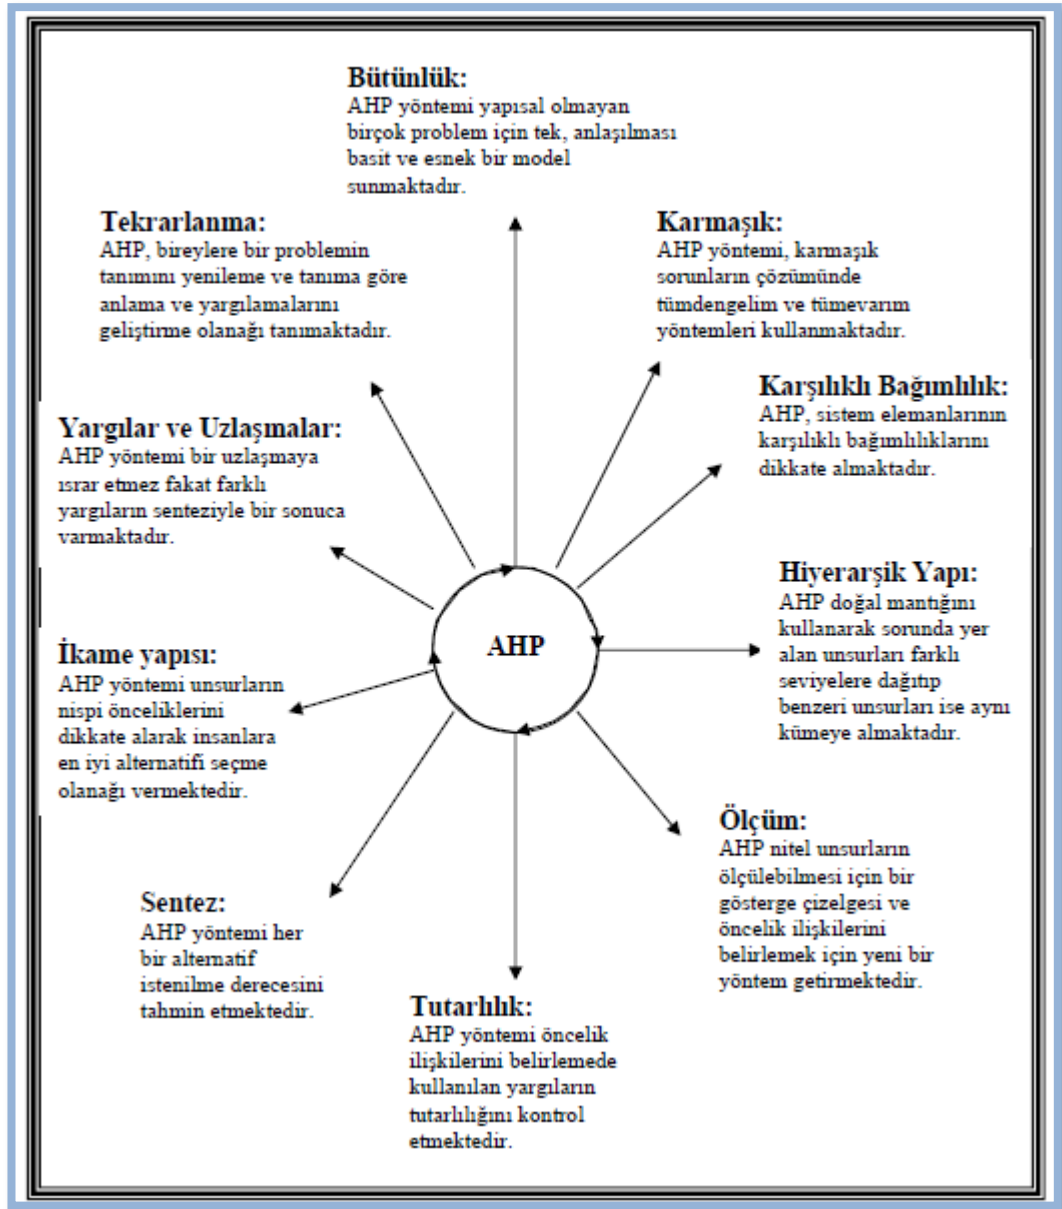 Bütünlük:
AHP yöntemi yapısal olmayan
birçok problem için tek, anlaşılması
basit ve esnek bir model
sunmaktadır.
Tekrarlanma:
AHP, bireylere bir problemin
tanımını yenileme ve tanıma göre
anlama ve yargılamalarını
geliştirme olanağı tanımaktadır.
Karmaşık:
AHP yöntemi, karmaşık
sorunların çözümünde
tümdengelim ve tümevarım
yöntemleri kullanmaktadır.
Karşılıklı Bağımlılık:
AHP, sistem elemanlarının
karşılıklı bağımlılıklarını
dikkate almaktadır.
Yargılar ve Uzlaşmalar:
AHP yöntemi bir uzlaşmaya
ısrar etmez fakat farklı
yargıların senteziyle bir sonuca
varmaktadır.
Hiyerarşik Yapı:
AHP doğal mantığını
kullanarak sorunda yer
alan unsurları farklı
seviyelere dağıtıp
benzeri unsurları ise aynı
kümeye almaktadır.
AHP
İkame yapısı:
AHP yöntemi unsurların
nispi önceliklerini
dikkate alarak insanlara
en iyi alternatifi seçme
olanağı vermektedir.
Ölçüm:
AHP nitel unsurların
ölçülebilmesi için bir
gösterge çizelgesi ve
öncelik ilişkilerini
belirlemek için yeni bir
yöntem getirmektedir.
Sentez:
AHP yöntemi her
bir alternatif
istenilme derecesini
tahmin etmektedir.
Tutarlılık:
AHP yöntemi öncelik
ilişkilerini belirlemede
kullanılan yargıların
tutarlılığını kontrol
etmektedir.